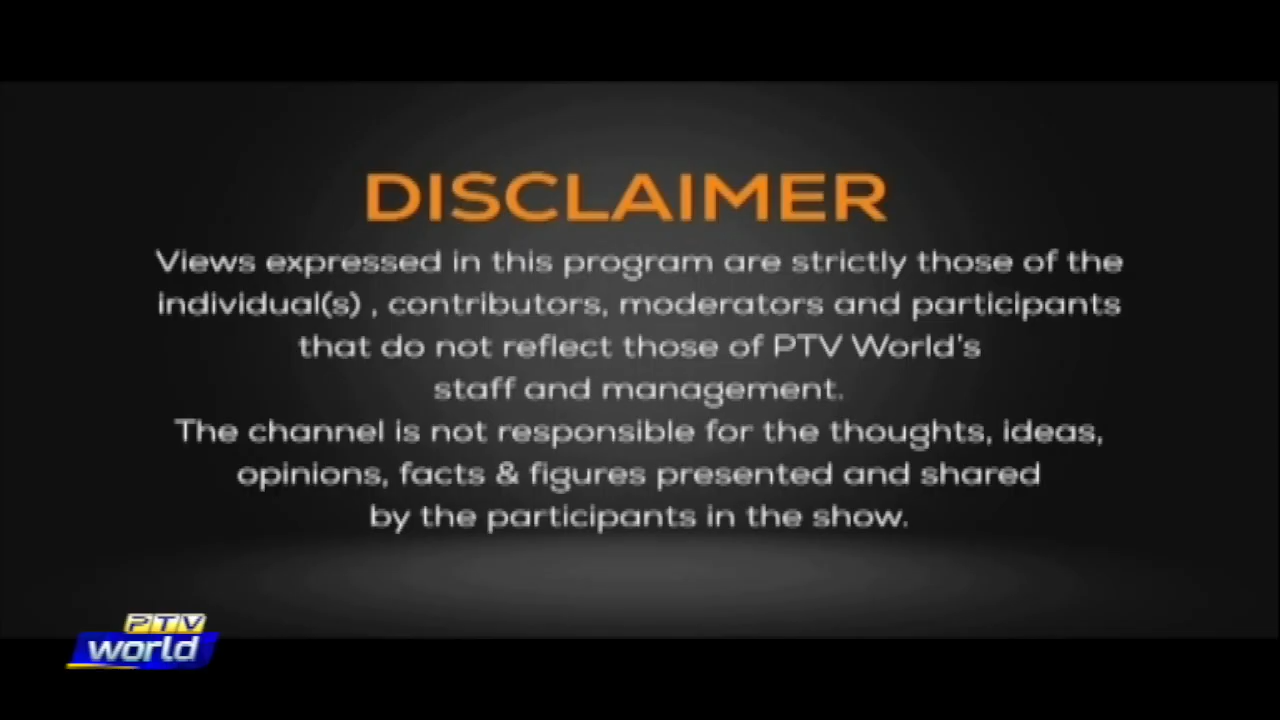 DISCLAIMER
Views expressed in this program are strictly those of the
individual(s) , contributors, moderators and participants
that do not reflect those of PTV World's
staff and management.
The channel is not responsible for the thoughts, ideas,
opinions, facts & figures presented and shared
by the participants in the show.
PTV
world